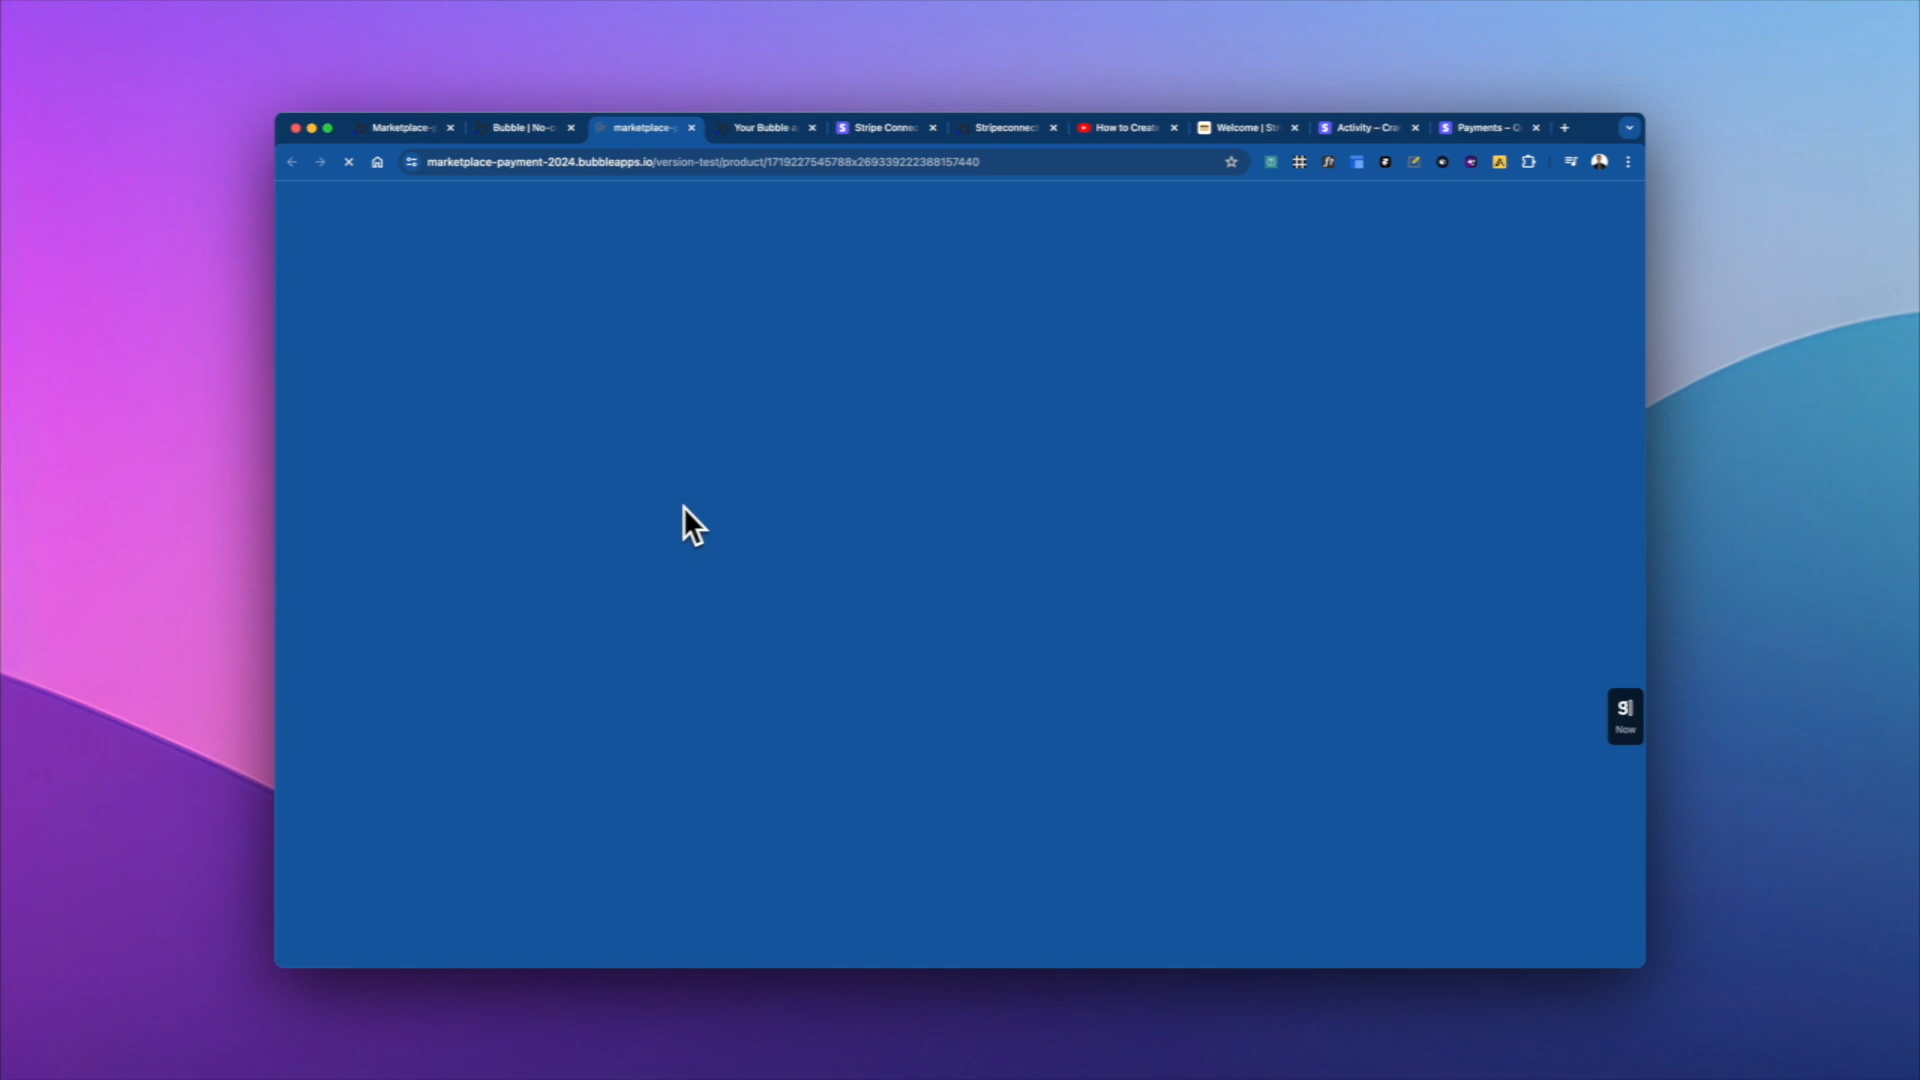 Marketplace-p
Bubble | No-c
marketplace-p
Your Bubble a
Stripe Connec
Stripeconnect
How to Create
Welcome | Str
Activity – Cra
Payments –
marketplace-payment-2024.bubbleapps.io/version-test/product/1719227545788x269339222388157440
Now